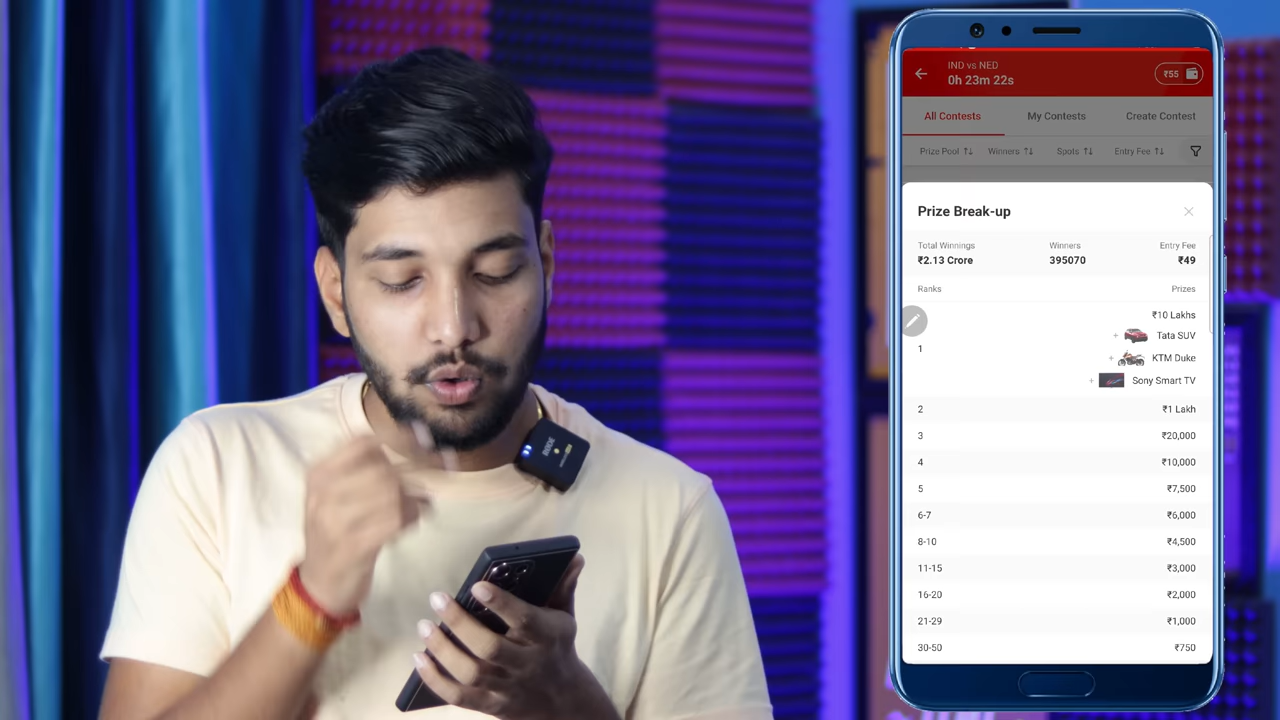 IND vs NED
0h 23m 22s
₹55
All Contests
My Contests
Create Contest
Prize Pool
Winners
Spots
Entry Fee
Prize Break-up
Total Winnings
Winners
Entry Fee
₹2.13 Crore
395070
₹49
Ranks
Prizes
1
₹10 Lakhs
+ Tata SUV
+ KTM Duke
+ Sony Smart TV
2 ₹1 Lakh
3 ₹20,000
4 ₹10,000
5 ₹7,500
6-7 ₹6,000
8-10 ₹4,500
11-15 ₹3,000
16-20 ₹2,000
21-29 ₹1,000
30-50 ₹750
RØDE